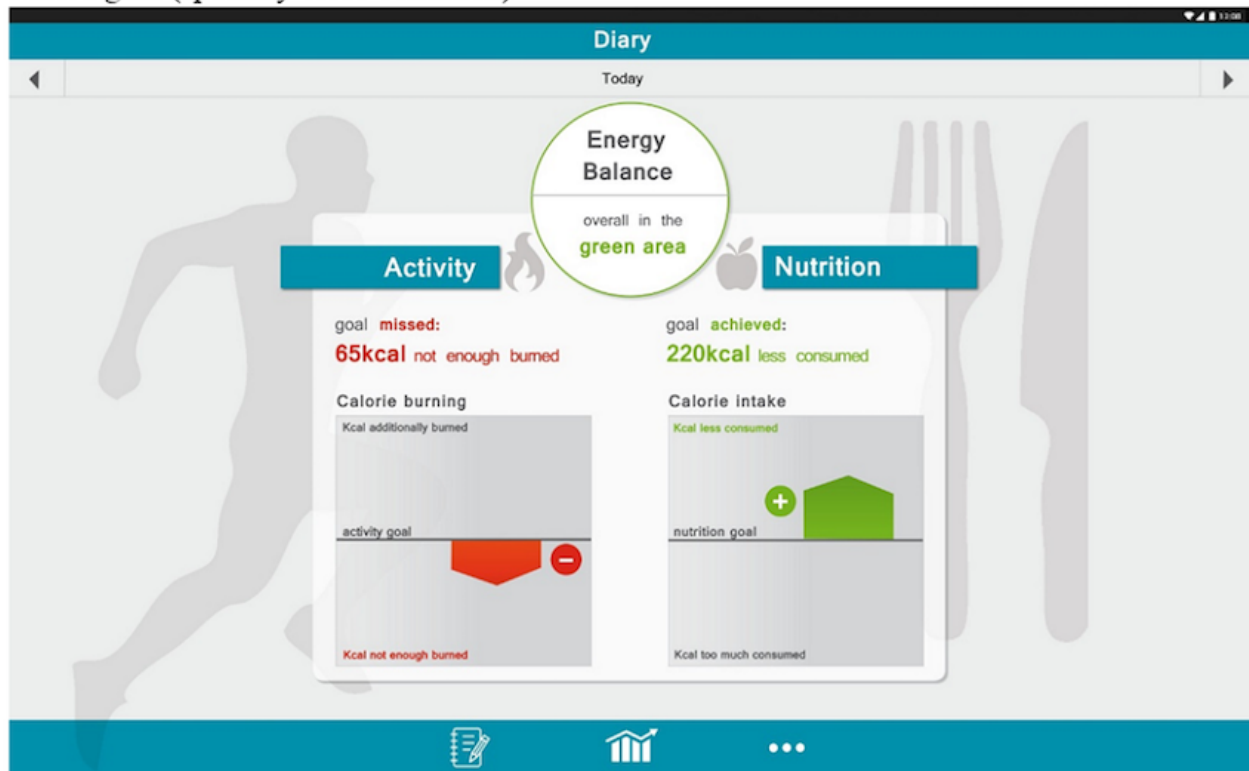 13:08
Diary
Today
Energy
Balance
overall in the
green area
Activity
Nutrition
goal missed:
65kcal not enough burned
goal achieved:
220kcal less consumed
Calorie burning
Kcal additionally burned
activity goal
Kcal not enough burned
Calorie intake
Kcal less consumed
nutrition goal
Kcal too much consumed